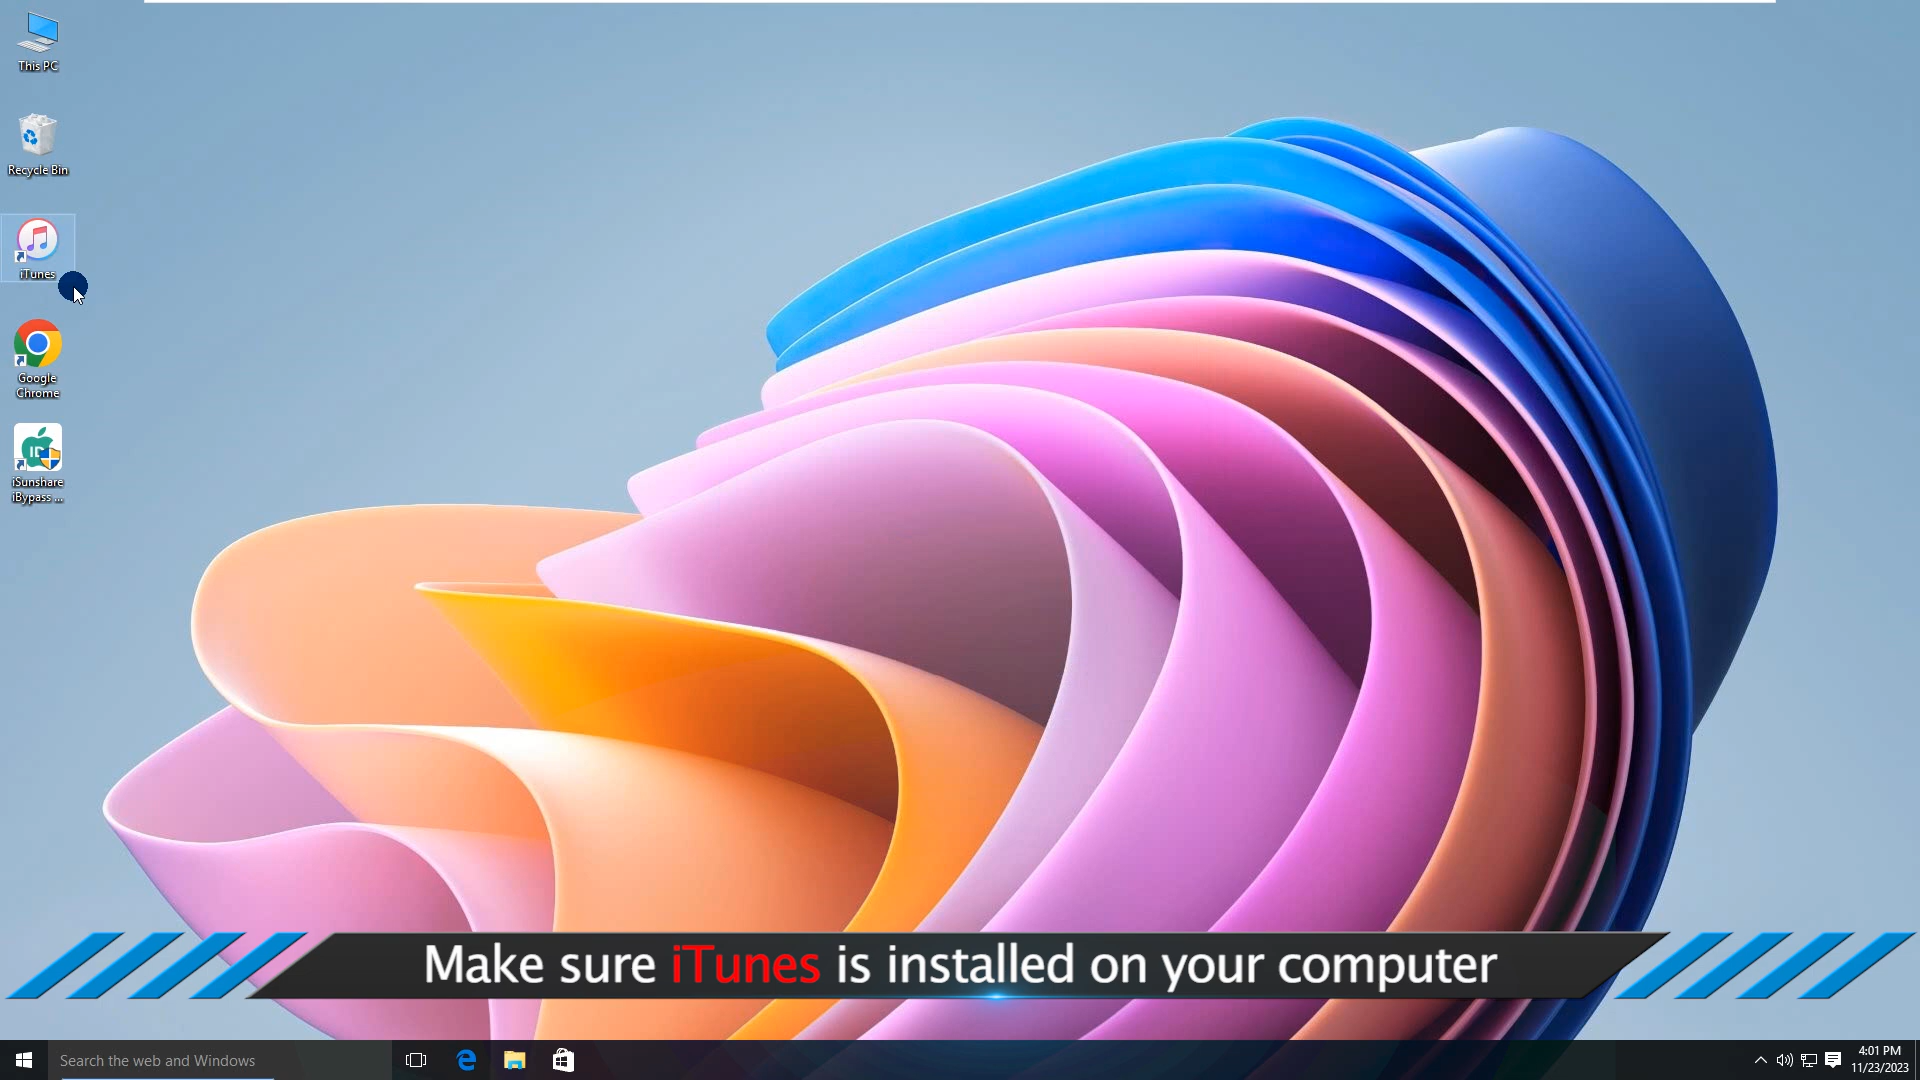 This PC
Recycle Bin
iTunes
Google
Chrome
iSunshare
iBypass ...
Make sure iTunes is installed on your computer
Search the web and Windows
4:01 PM
11/23/2023